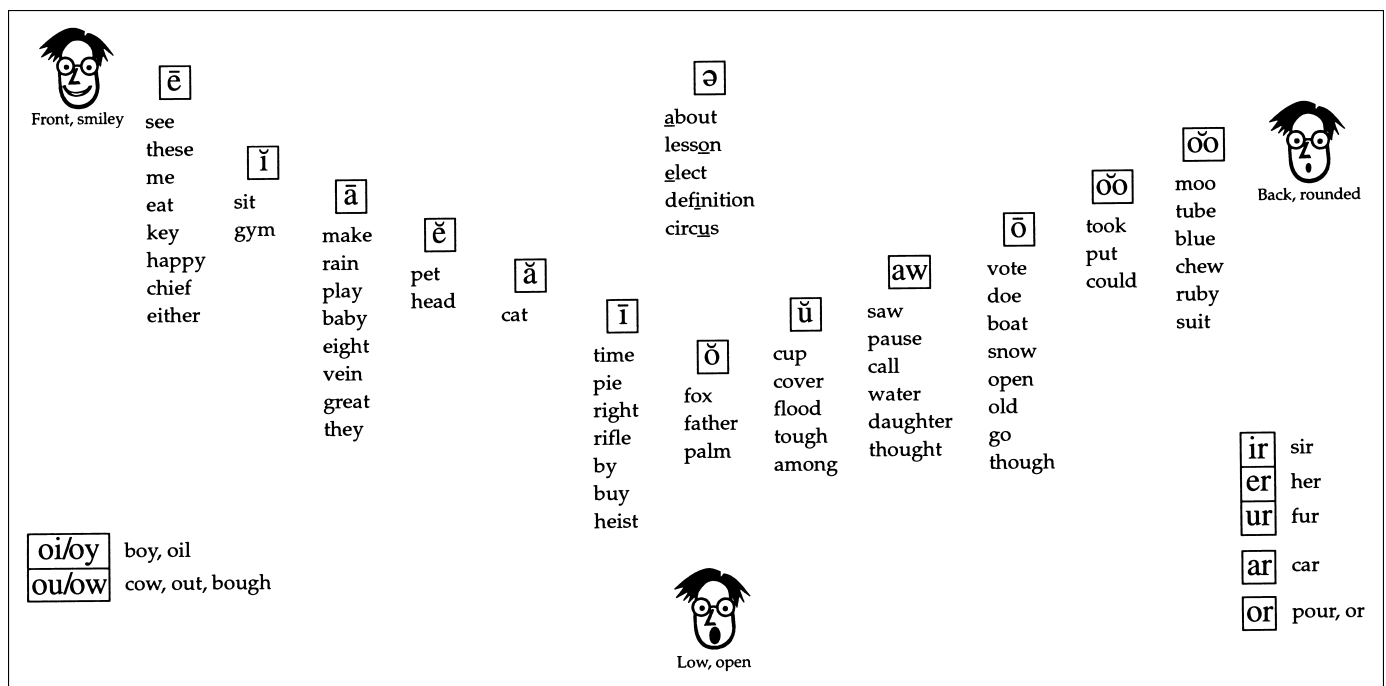 Front, smiley
ē
see
these
me
eat
key
happy
chief
either
ĭ
sit
gym
ā
make
rain
play
baby
eight
vein
great
they
ĕ
pet
head
ă
cat
ī
time
pie
right
rifle
by
buy
heist
ə
about
lesson
elect
definition
circus
ŏ
fox
father
palm
ŭ
cup
cover
flood
tough
among
aw
saw
pause
call
water
daughter
thought
ō
vote
doe
boat
snow
open
old
go
though
o͝o
took
put
could
o͝o
moo
tube
blue
chew
ruby
suit
Back, rounded
ir sir
er her
ur fur
ar car
or pour, or
oi/oy boy, oil
ou/ow cow, out, bough
Low, open